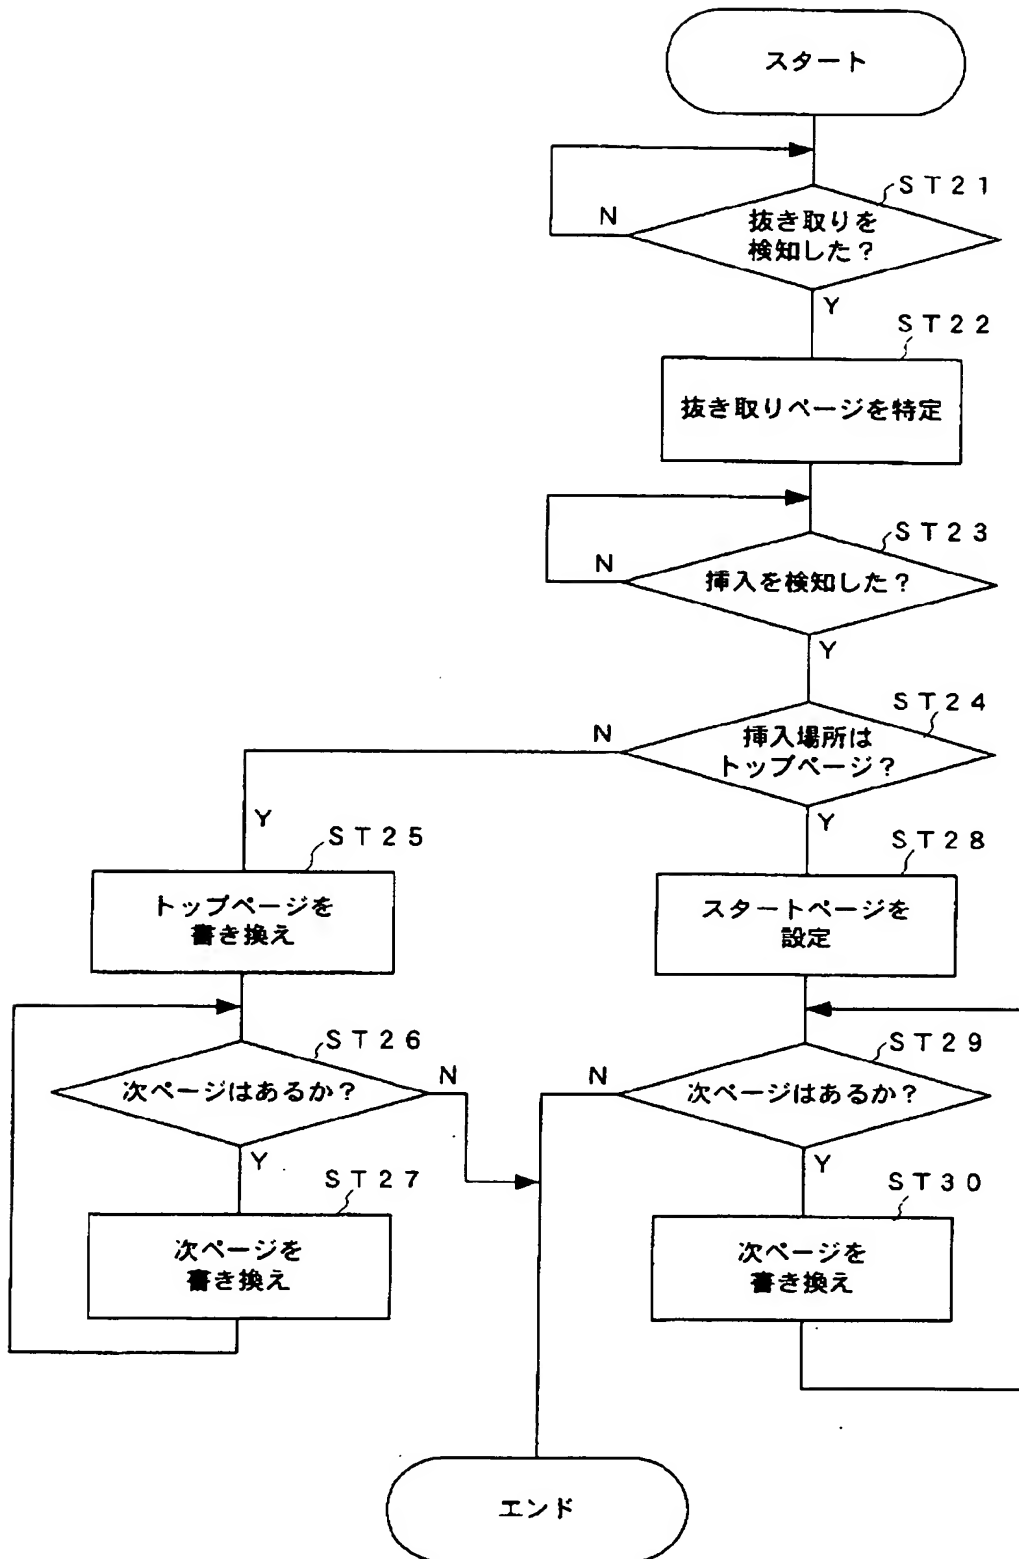 スタート
ST21
N
抜き取りを
検知した?
Y
ST22
抜き取りページを特定
ST23
N
挿入を検知した?
Y
ST24
N
挿入場所は
トップページ?
Y
Y
ST25
トップページを
書き換え
ST28
スタートページを
設定
ST26
次ページはあるか?
N
Y
ST29
N
次ページはあるか?
Y
ST27
次ページを
書き換え
ST30
次ページを
書き換え
エンド